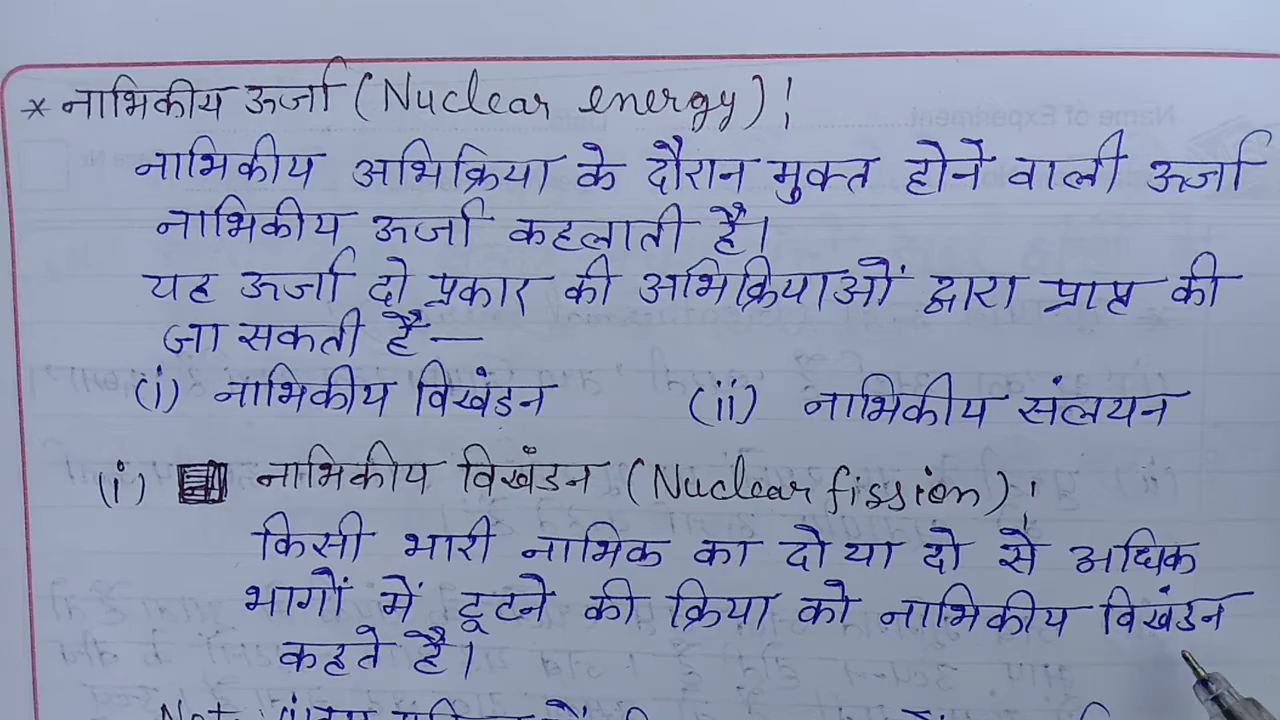 * नाभिकीय ऊर्जा (Nuclear energy) !
नाभिकीय अभिक्रिया के दौरान मुक्त होने वाली ऊर्जा
नाभिकीय ऊर्जा कहलाती है।
यह ऊर्जा दो प्रकार की अभिक्रियाओं द्वारा प्राप्त की
जा सकती है —
(i) नाभिकीय विखंडन (ii) नाभिकीय संलयन
(i) नाभिकीय विखंडन (Nuclear fission) !
किसी भारी नाभिक का दो या दो से अधिक
भागों में टूटने की क्रिया को नाभिकीय विखंडन
कहते है।